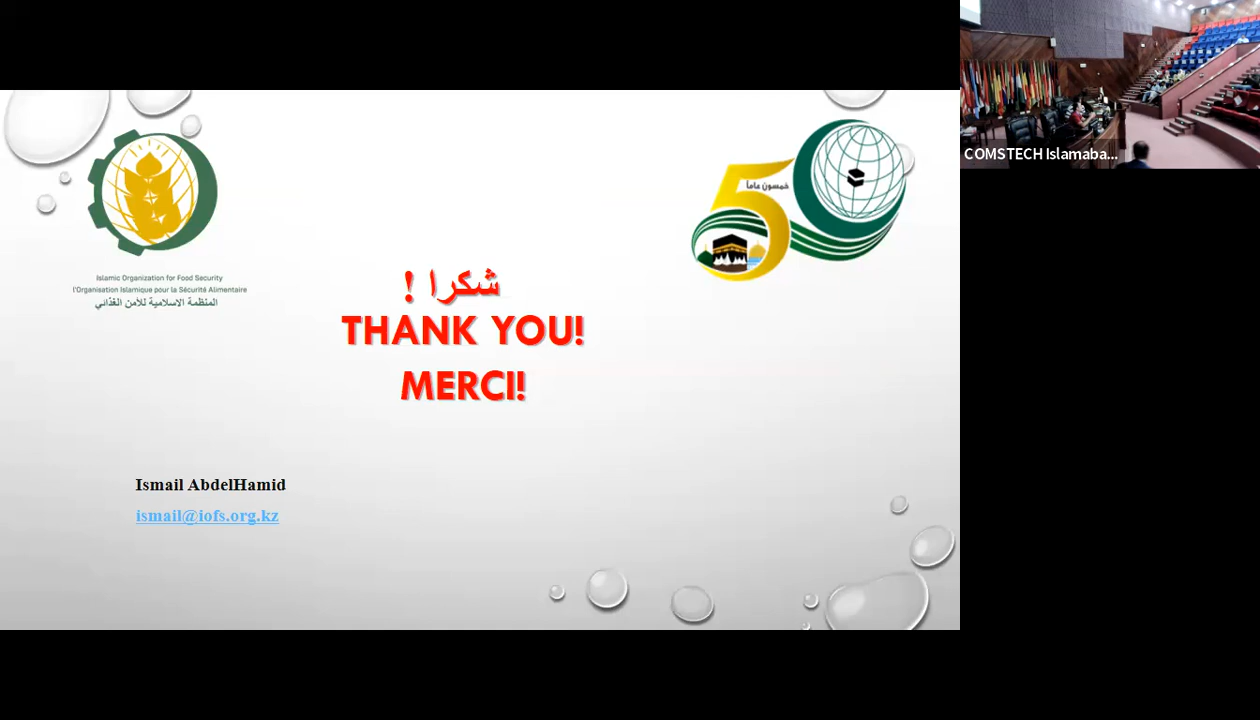 COMSTECH Islamaba...
خمسون عاماً
Islamic Organization for Food Security
l'Organisation Islamique pour la Sécurité Alimentaire
المنظمة الاسلامية للأمن الغذائي
شكرا !
THANK YOU!
MERCI!
Ismail AbdelHamid
ismail@iofs.org.kz